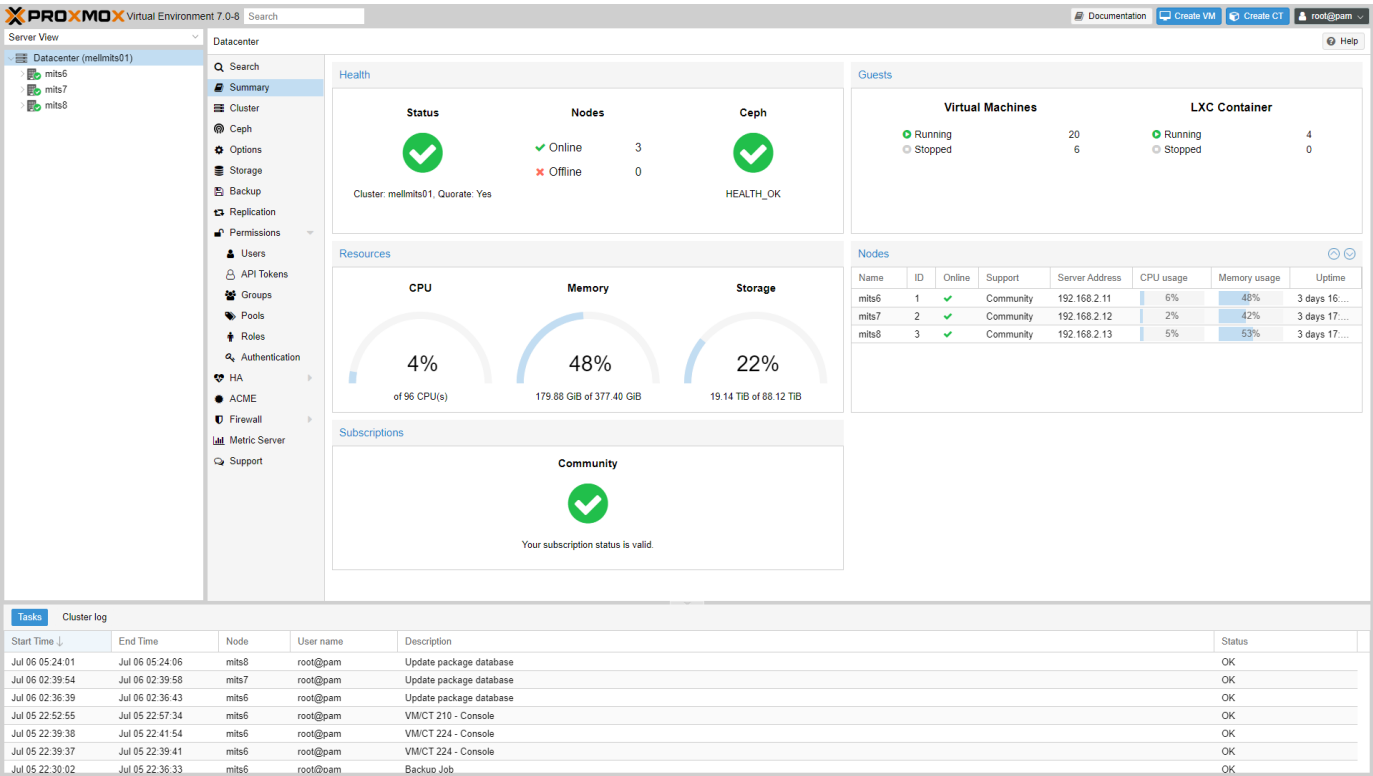 PROXMOX Virtual Environment 7.0-8 Search Documentation Create VM Create CT root@pam
Server View
Datacenter (mellmits01)
mits6
mits7
mits8
Datacenter Help
Search
Summary
Cluster
Ceph
Options
Storage
Backup
Replication
Permissions
Users
API Tokens
Groups
Pools
Roles
Authentication
HA
ACME
Firewall
Metric Server
Support
Health
Status Nodes Ceph
Online 3
Offline 0
Cluster: mellmits01, Quorate: Yes HEALTH_OK
Guests
Virtual Machines LXC Container
Running 20 Running 4
Stopped 6 Stopped 0
Resources
CPU Memory Storage
4% 48% 22%
of 96 CPU(s) 179.88 GiB of 377.40 GiB 19.14 TiB of 88.12 TiB
Nodes
Name ID Online Support Server Address CPU usage Memory usage Uptime
mits6 1 Community 192.168.2.11 6% 48% 3 days 16:...
mits7 2 Community 192.168.2.12 2% 42% 3 days 17:...
mits8 3 Community 192.168.2.13 5% 53% 3 days 17:...
Subscriptions
Community
Your subscription status is valid.
Tasks Cluster log
Start Time End Time Node User name Description Status
Jul 06 05:24:01 Jul 06 05:24:06 mits8 root@pam Update package database OK
Jul 06 02:39:54 Jul 06 02:39:58 mits7 root@pam Update package database OK
Jul 06 02:36:39 Jul 06 02:36:43 mits6 root@pam Update package database OK
Jul 05 22:52:55 Jul 05 22:57:34 mits6 root@pam VM/CT 210 - Console OK
Jul 05 22:39:38 Jul 05 22:41:54 mits6 root@pam VM/CT 224 - Console OK
Jul 05 22:39:37 Jul 05 22:39:41 mits6 root@pam VM/CT 224 - Console OK
Jul 05 22:30:02 Jul 05 22:36:33 mits6 root@pam Backup Job OK